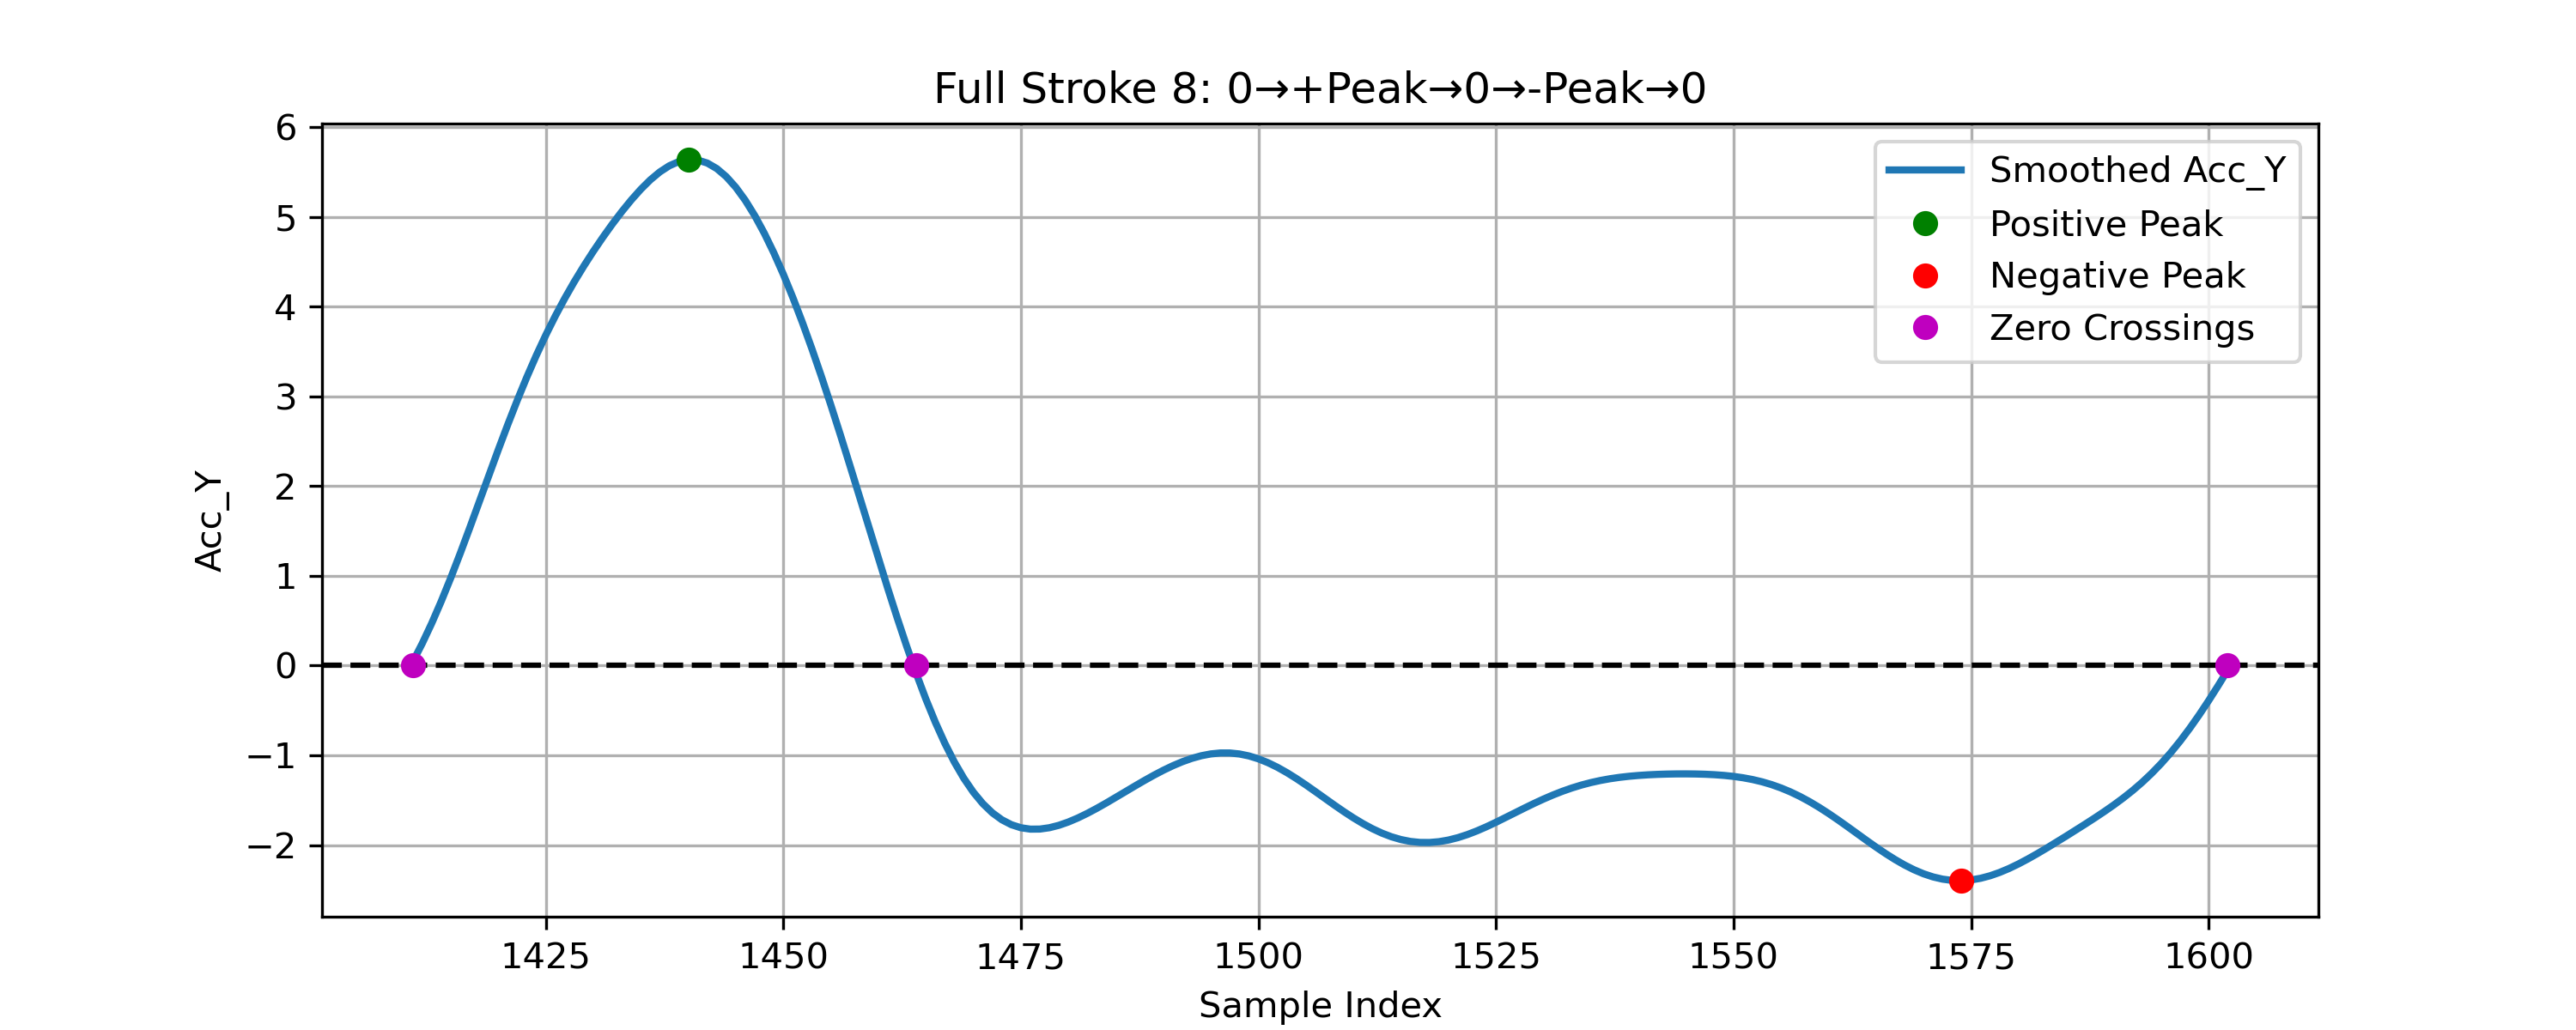 Full Stroke 8: 0→+Peak→0→-Peak→0
6
5
4
3
2
1
0
−1
−2
Acc_Y
Smoothed Acc_Y
Positive Peak
Negative Peak
Zero Crossings
1425 1450 1475 1500 1525 1550 1575 1600
Sample Index